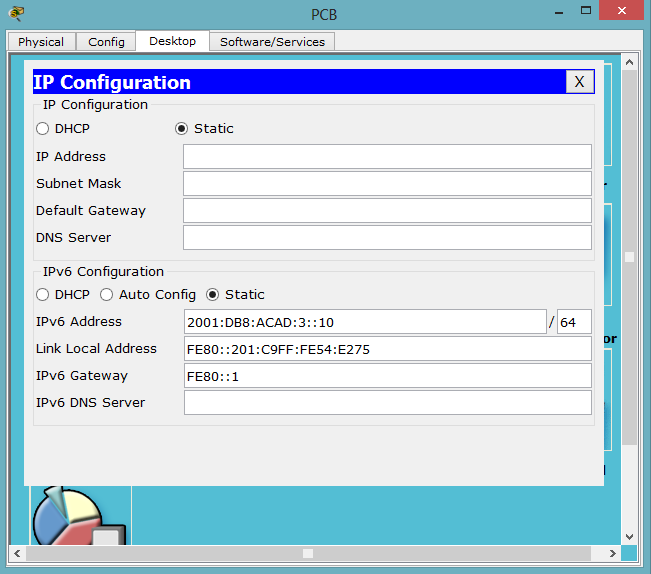 PCB
Physical Config Desktop Software/Services
IP Configuration X
IP Configuration
DHCP Static
IP Address
Subnet Mask
Default Gateway
DNS Server
IPv6 Configuration
DHCP Auto Config Static
IPv6 Address 2001:DB8:ACAD:3::10 / 64
Link Local Address FE80::201:C9FF:FE54:E275
IPv6 Gateway FE80::1
IPv6 DNS Server